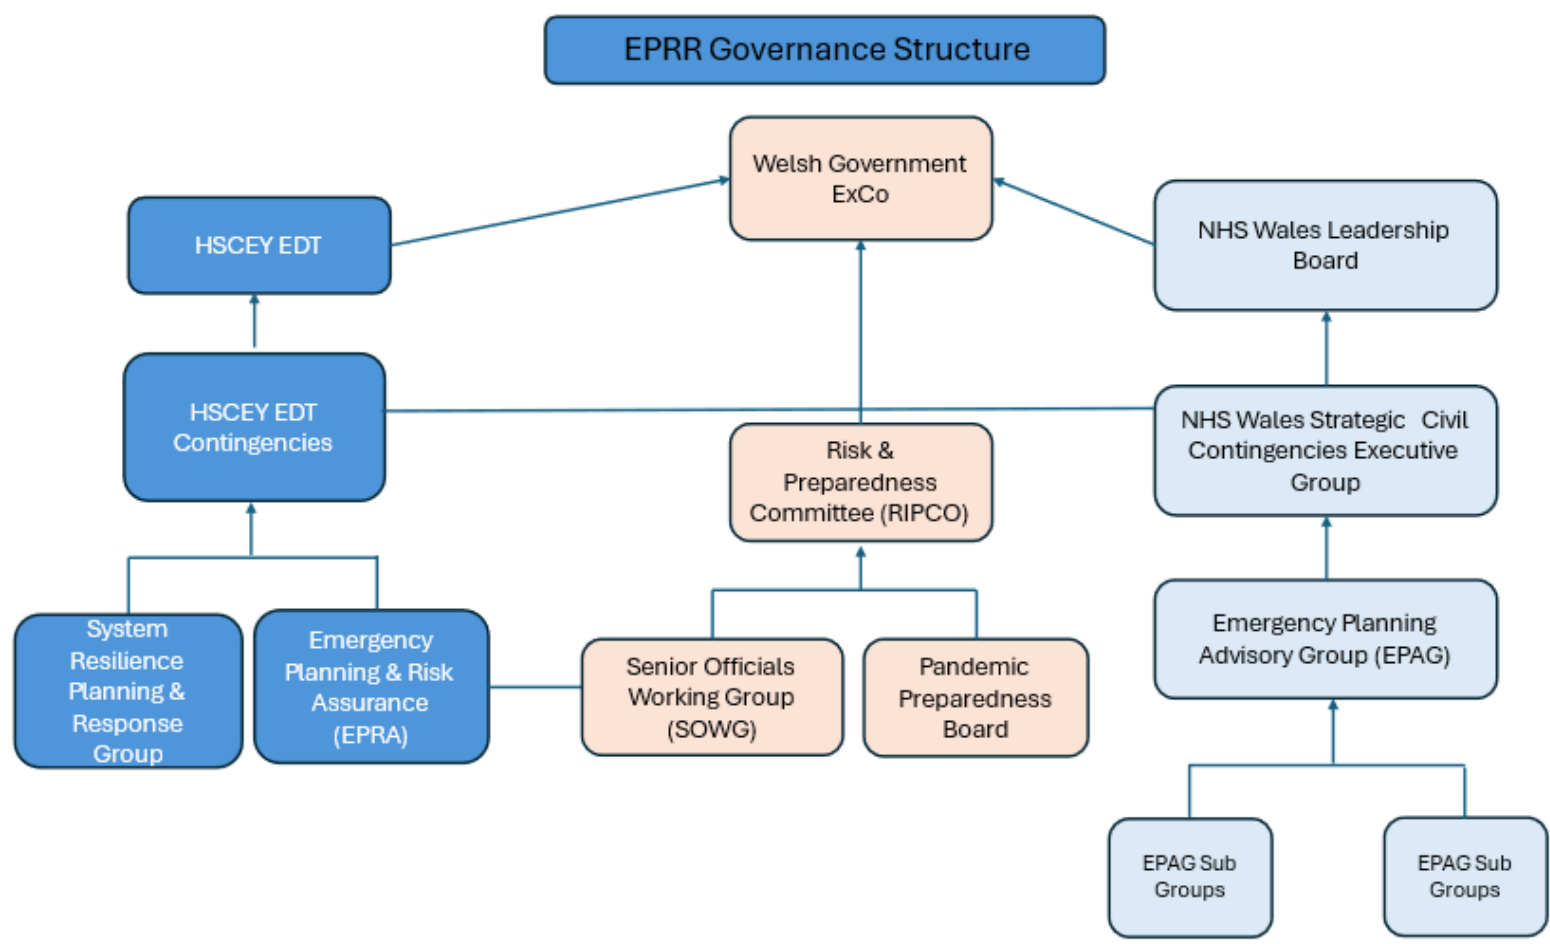 EPRR Governance Structure
Welsh Government
ExCo
HSCEY EDT
NHS Wales Leadership
Board
HSCEY EDT
Contingencies
NHS Wales Strategic Civil
Contingencies Executive
Group
Risk &
Preparedness
Committee (RIPCO)
System
Resilience
Planning &
Response
Group
Emergency
Planning & Risk
Assurance
(EPRA)
Senior Officials
Working Group
(SOWG)
Pandemic
Preparedness
Board
Emergency Planning
Advisory Group (EPAG)
EPAG Sub
Groups
EPAG Sub
Groups